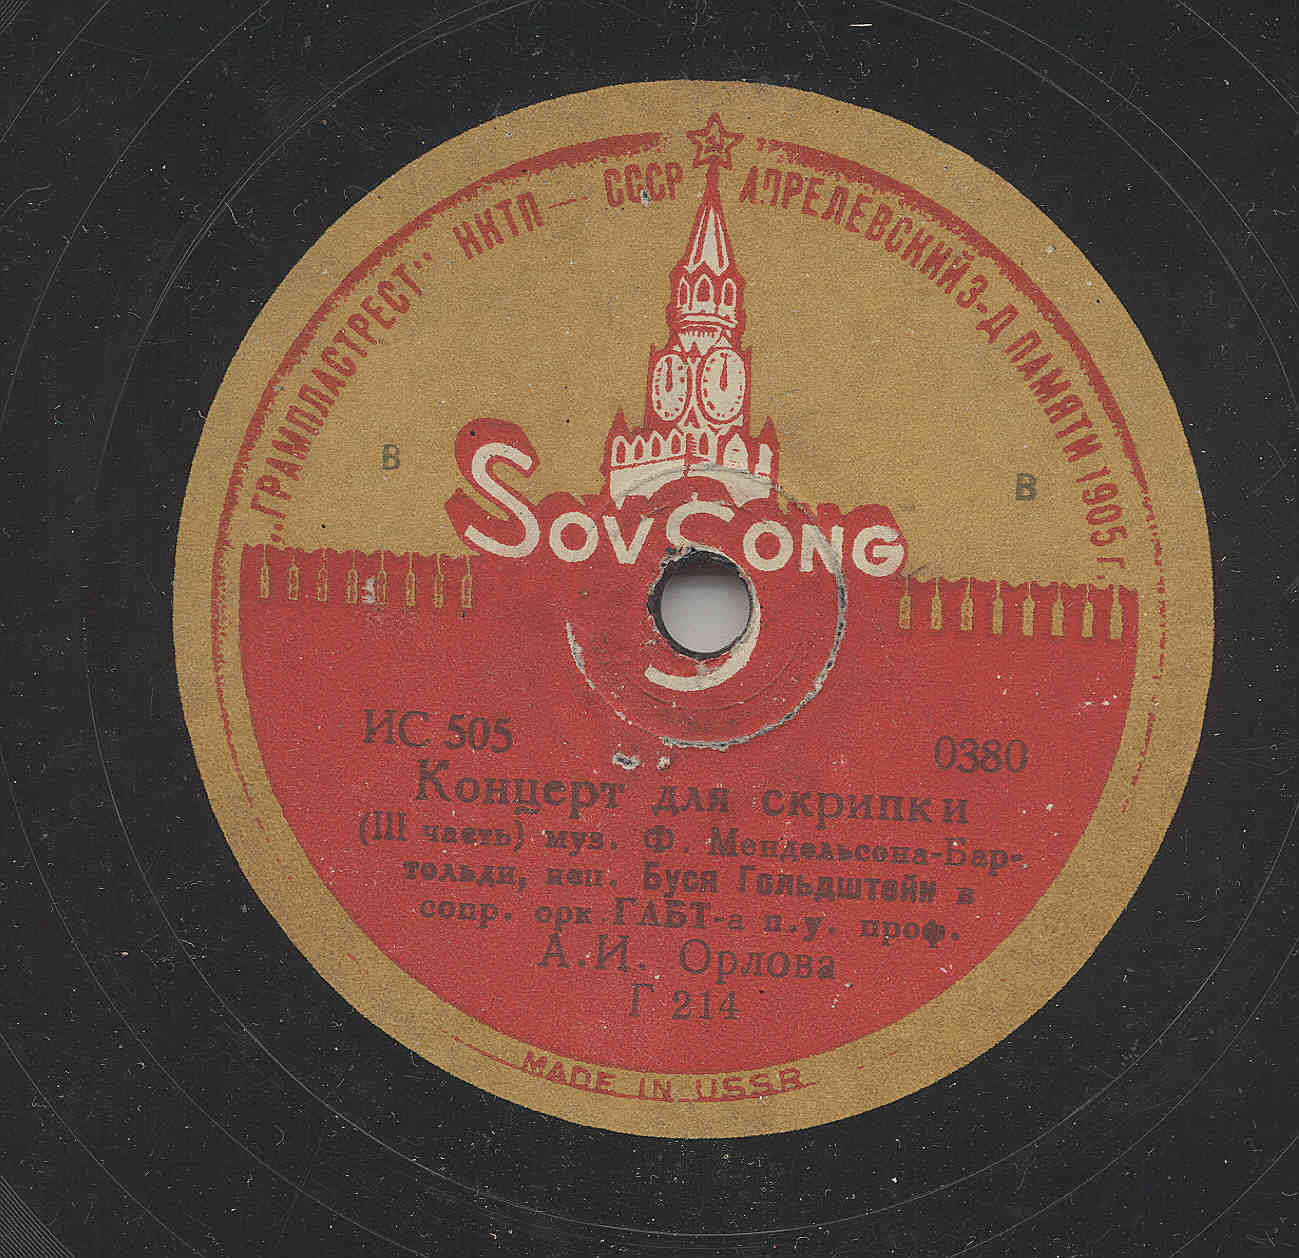 „ГРАМПЛАСТРЕСТ" НКТП — СССР АПРЕЛЕВСКИЙ З-Д ПАМЯТИ 1905 Г.
В В
SOVSONG
ИС 505 0380
Концерт для скрипки
(III часть) муз. Ф. Мендельсона-Бар-
тольди, исп. Буся Гольдштейн в
сопр. орк ГАБТ-а п.у. проф.
А.И. Орлова
Г 214
MADE IN USSR